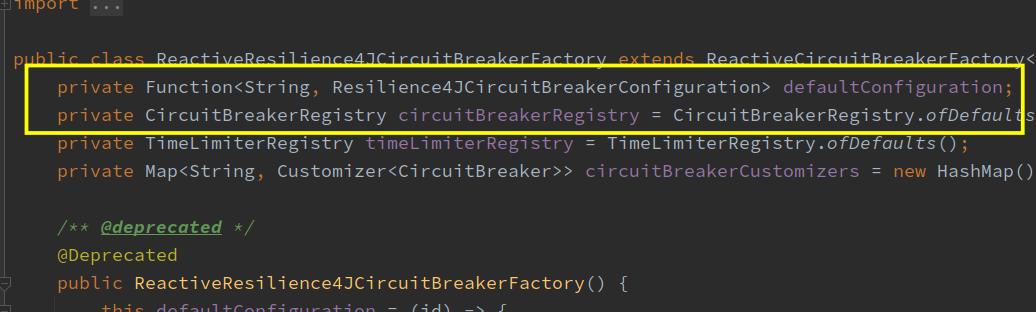 import ...
public class ReactiveResilience4JCircuitBreakerFactory extends ReactiveCircuitBreakerFactory<
private Function<String, Resilience4JCircuitBreakerConfiguration> defaultConfiguration;
private CircuitBreakerRegistry circuitBreakerRegistry = CircuitBreakerRegistry.ofDefaults
private TimeLimiterRegistry timeLimiterRegistry = TimeLimiterRegistry.ofDefaults();
private Map<String, Customizer<CircuitBreaker>> circuitBreakerCustomizers = new HashMap()
/** @deprecated */
@Deprecated
public ReactiveResilience4JCircuitBreakerFactory() {
this.defaultConfiguration = (id) -> {